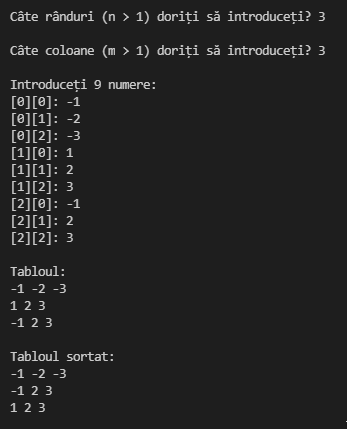 Câte rânduri (n > 1) doriți să introduceți? 3
Câte coloane (m > 1) doriți să introduceți? 3
Introduceți 9 numere:
[0][0]: -1
[0][1]: -2
[0][2]: -3
[1][0]: 1
[1][1]: 2
[1][2]: 3
[2][0]: -1
[2][1]: 2
[2][2]: 3
Tabloul:
-1 -2 -3
1 2 3
-1 2 3
Tabloul sortat:
-1 -2 -3
-1 2 3
1 2 3